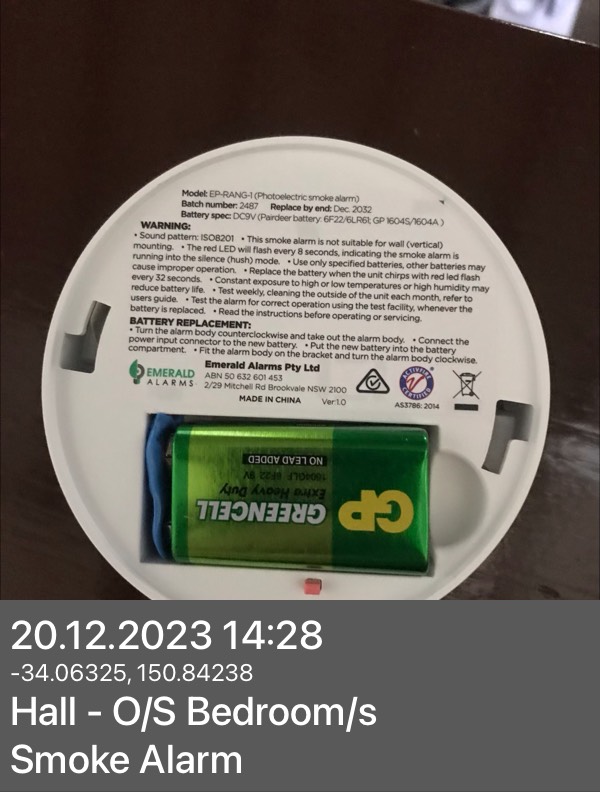 Model: EP-RANG-1 (Photoelectric smoke alarm)
Batch number: 2487 Replace by end: Dec. 2032
Battery spec: DC9V (Pairdeer battery: 6F22/6LR61; GP 1604S/1604A )
WARNING:
• Sound pattern: ISO8201 • This smoke alarm is not suitable for wall (vertical)
mounting. • The red LED will flash every 8 seconds, indicating the smoke alarm is
running into the silence (hush) mode. • Use only specified batteries, other batteries may
cause improper operation. • Replace the battery when the unit chirps with red led flash
every 32 seconds. • Constant exposure to high or low temperatures or high humidity may
reduce battery life. • Test weekly, cleaning the outside of the unit each month, refer to
users guide. • Test the alarm for correct operation using the test facility, whenever the
battery is replaced. • Read the instructions before operating or servicing.
BATTERY REPLACEMENT:
• Turn the alarm body counterclockwise and take out the alarm body. • Connect the
power input connector to the new battery. • Put the new battery into the battery
compartment. • Fit the alarm body on the bracket and turn the alarm body clockwise.
EMERALD
ALARMS
Emerald Alarms Pty Ltd
ABN 50 632 601 453
2/29 Mitchell Rd Brookvale NSW 2100
MADE IN CHINA Ver:1.0
ACTIVFIRE
CERTIFIED
AS3786: 2014
GP
GREENCELL
Extra Heavy Duty
1604GLF 6F22 9V
NO LEAD ADDED
20.12.2023 14:28
-34.06325, 150.84238
Hall - O/S Bedroom/s
Smoke Alarm